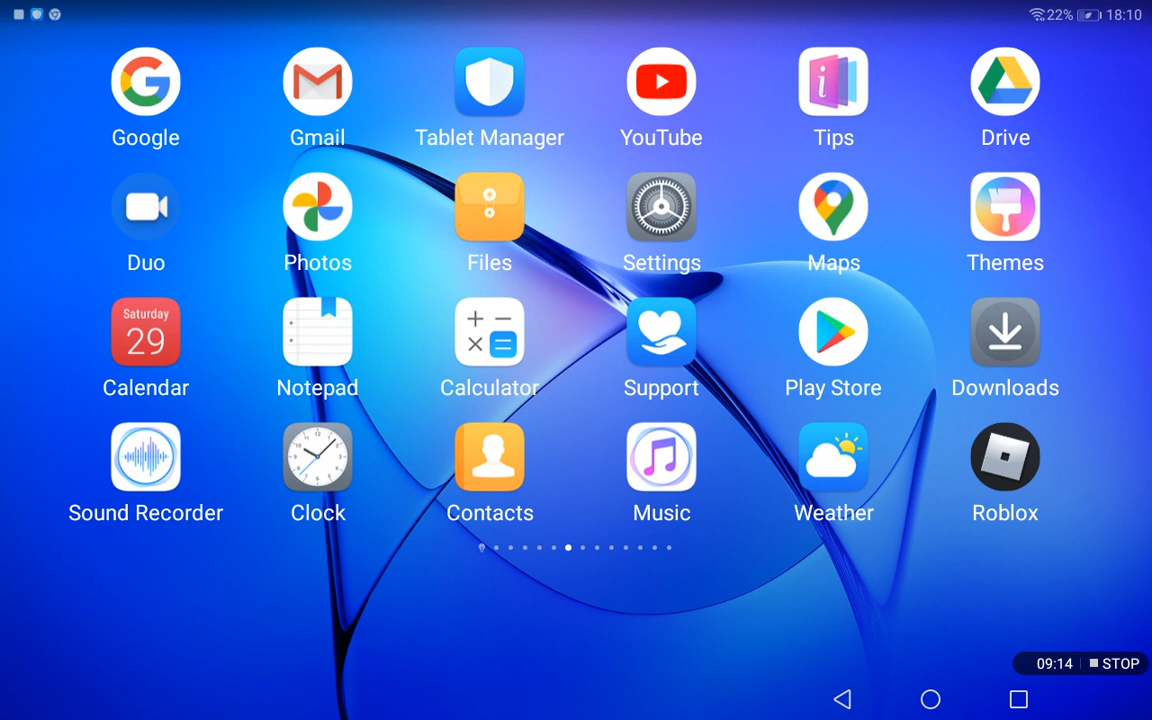 22% 18:10
Google Gmail Tablet Manager YouTube Tips Drive
Duo Photos Files Settings Maps Themes
Saturday
29
Calendar Notepad Calculator Support Play Store Downloads
Sound Recorder Clock Contacts Music Weather Roblox
09:14 STOP